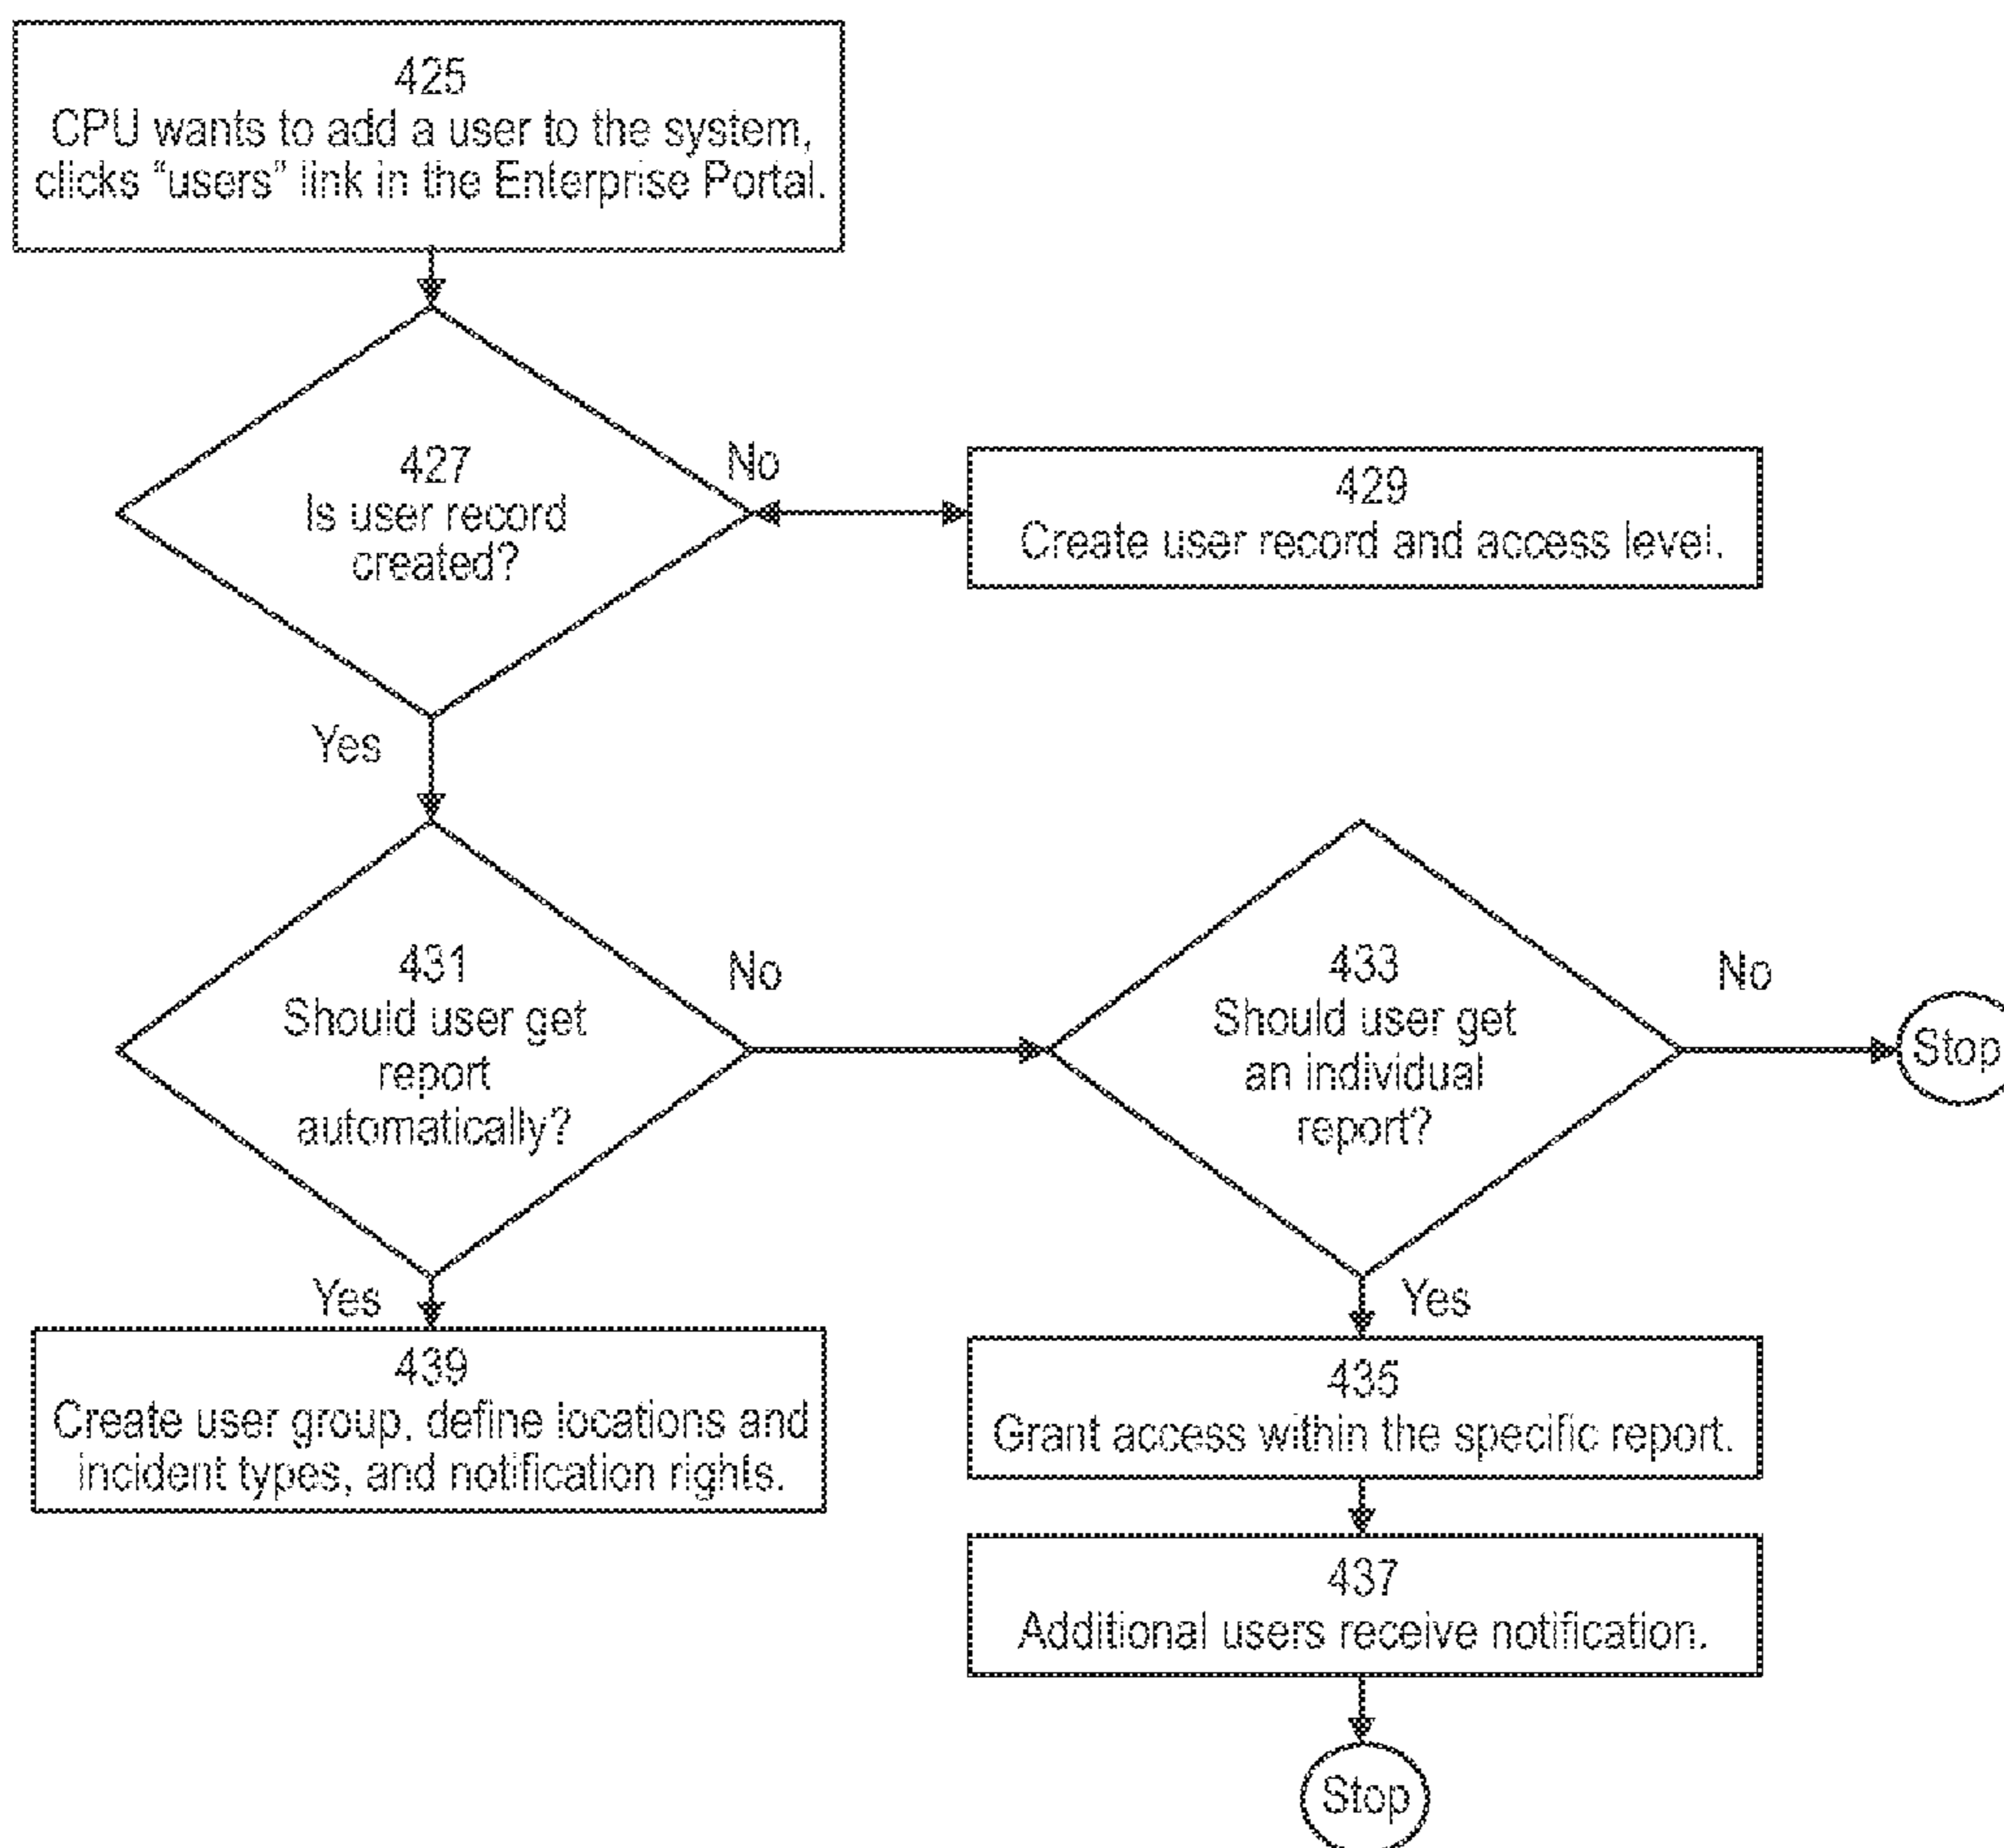 425
CPU wants to add a user to the system,
clicks “users” link in the Enterprise Portal.
427
Is user record
created?
No
429
Create user record and access level.
Yes
431
Should user get
report
automatically?
No
433
Should user get
an individual
report?
No
Stop
Yes
439
Create user group, define locations and
incident types, and notification rights.
Yes
435
Grant access within the specific report.
437
Additional users receive notification.
Stop